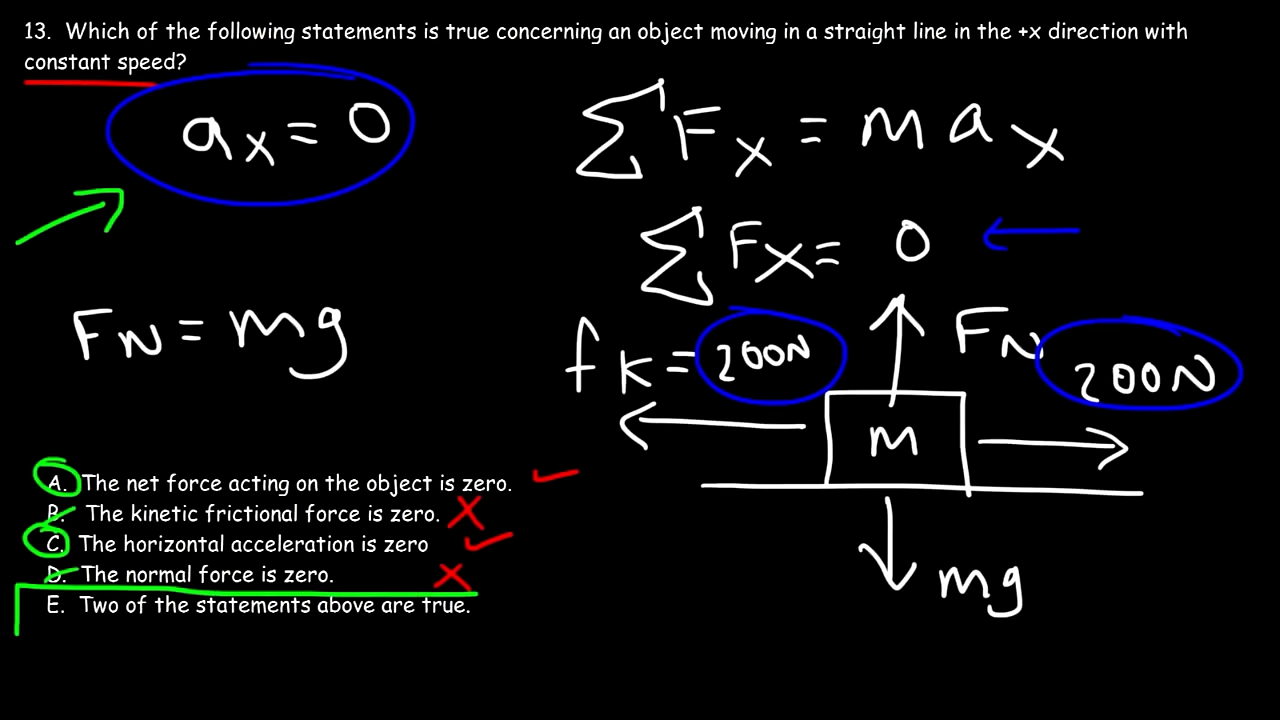 13. Which of the following statements is true concerning an object moving in a straight line in the +x direction with
constant speed?
ax = 0
ΣFx = max
ΣFx = 0
FN = mg
fk = 200N
FN
200N
m
mg
A. The net force acting on the object is zero.
B. The kinetic frictional force is zero.
C. The horizontal acceleration is zero
D. The normal force is zero.
E. Two of the statements above are true.